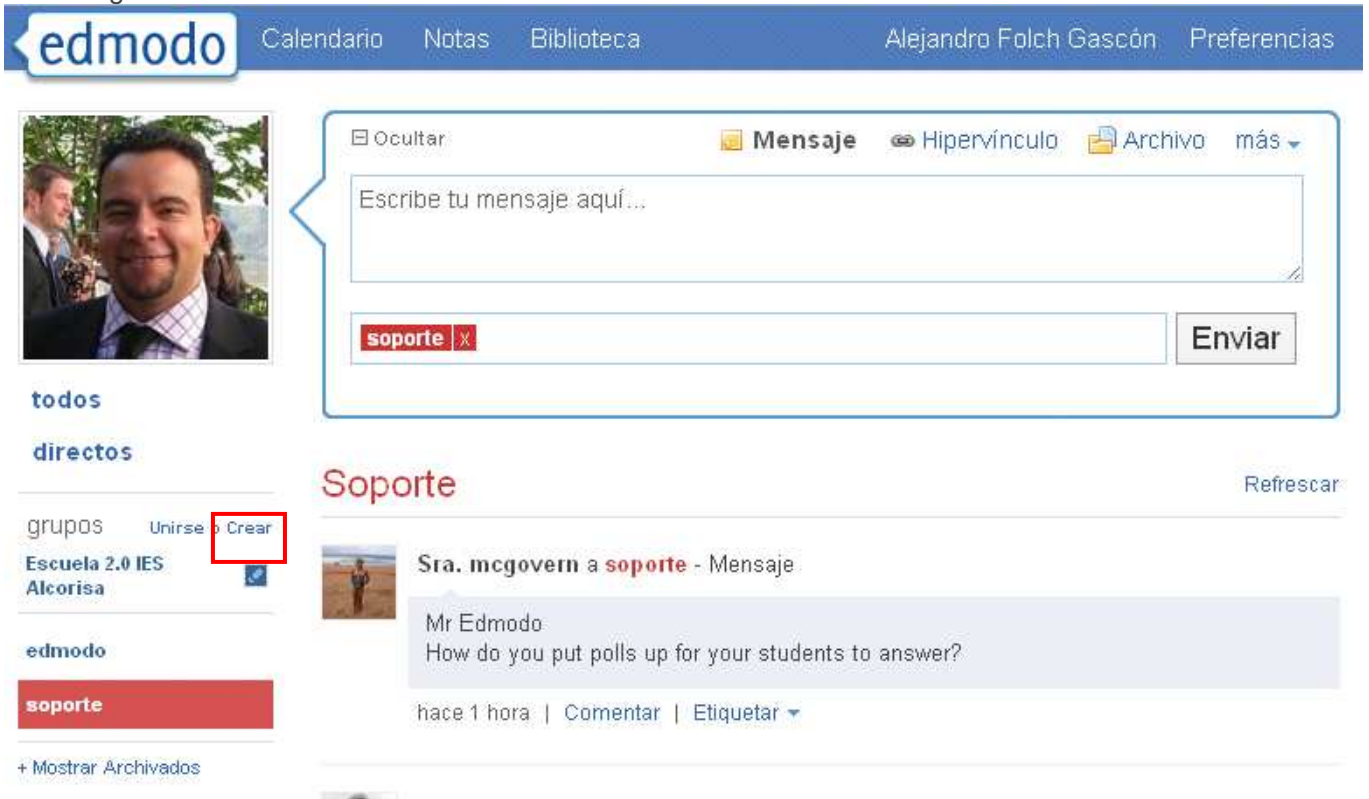 edmodo Calendario Notas Biblioteca Alejandro Folch Gascón Preferencias
Ocultar Mensaje Hipervínculo Archivo más
Escribe tu mensaje aquí...
soporte x Enviar
todos
directos
Soporte Refrescar
grupos Unirse o Crear
Escuela 2.0 IES
Alcorisa
Sra. mcgovern a soporte - Mensaje
Mr Edmodo
How do you put polls up for your students to answer?
edmodo
soporte
hace 1 hora | Comentar | Etiquetar
+ Mostrar Archivados